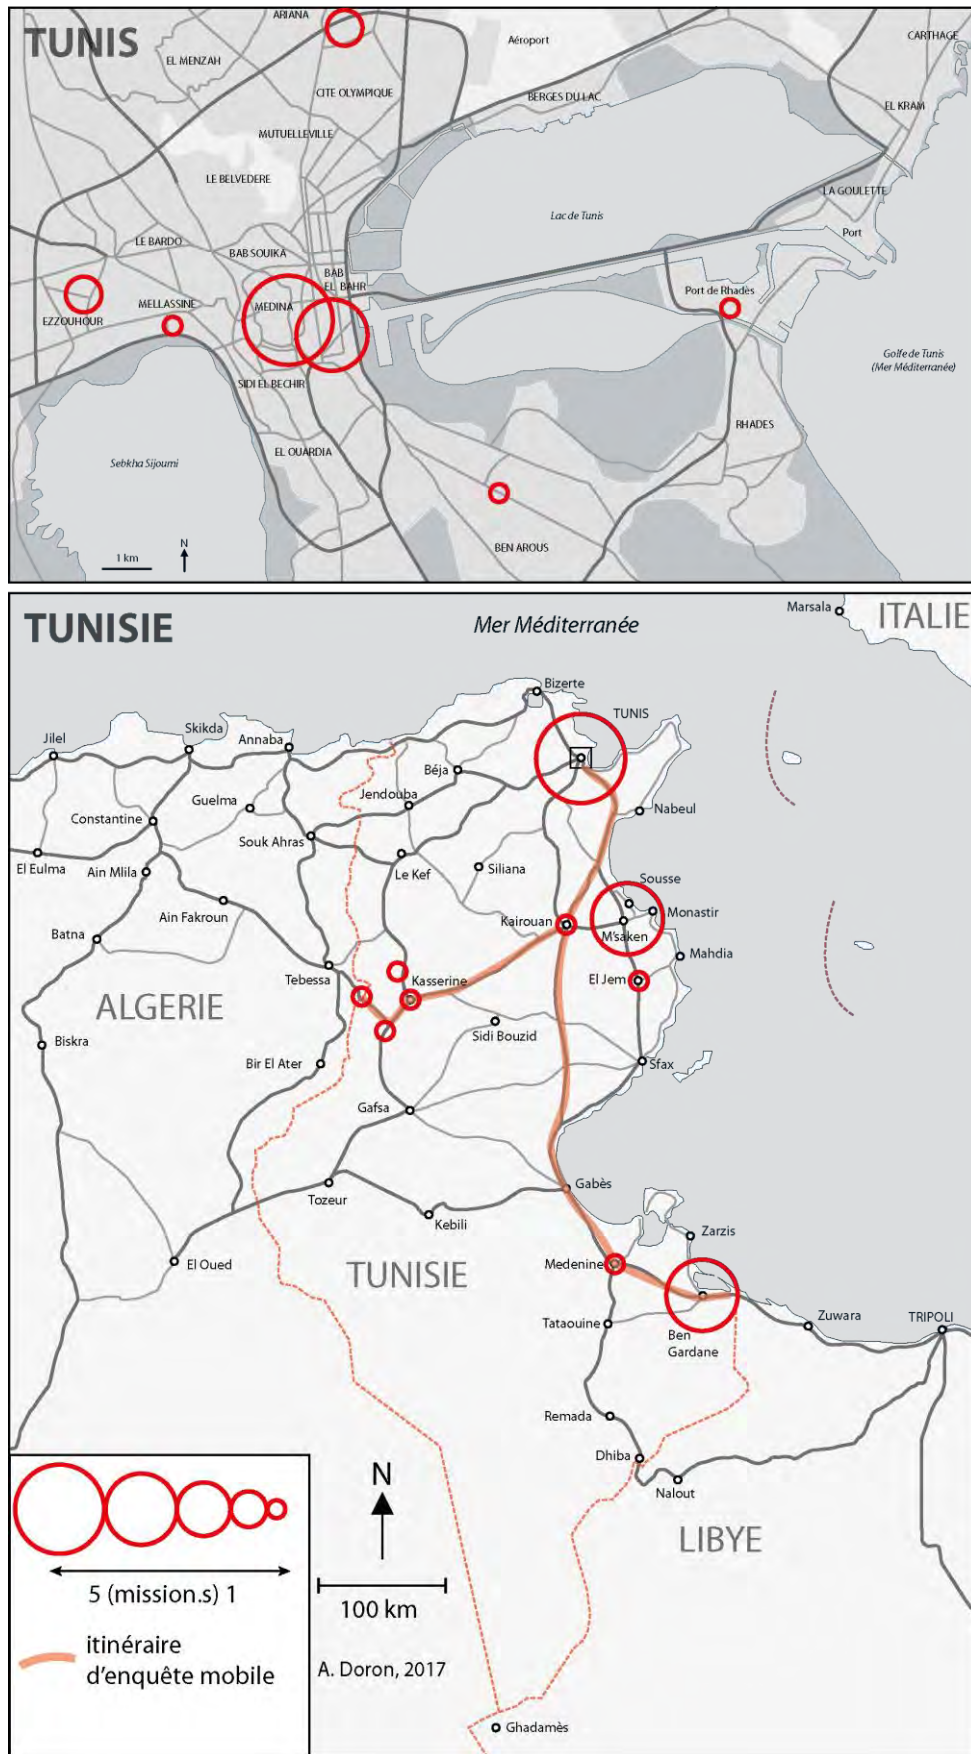 TUNIS
ARIANA
Aéroport
CARTHAGE
EL MENZAH
CITE OLYMPIQUE
BERGES DU LAC
EL KRAM
MUTUELLEVILLE
LE BELVEDERE
LA GOULETTE
Lac de Tunis
Port
LE BARDO
BAB SOUIKA
BAB
EL BAHR
Port de Rhadès
MELLASSINE
MEDINA
EZZOUHOUR
Golfe de Tunis
(Mer Méditerranée)
SIDI EL BECHIR
RHADES
EL OUARDIA
Sebkha Sijoumi
BEN AROUS
1 km
N
TUNISIE
Mer Méditerranée
Marsala
ITALIE
Bizerte
TUNIS
Skikda
Jilel
Annaba
Béja
Jendouba
Guelma
Nabeul
Constantine
Souk Ahras
El Eulma
Ain Mlila
Le Kef
Siliana
Sousse
Ain Fakroun
Kairouan
Monastir
M'saken
Batna
Mahdia
Tebessa
Kasserine
El Jem
ALGERIE
Biskra
Sidi Bouzid
Bir El Ater
Sfax
Gafsa
Gabès
Tozeur
Kebili
Zarzis
El Oued
TUNISIE
Medenine
Tataouine
Ben
Gardane
Zuwara
TRIPOLI
Remada
Dhiba
Nalout
N
LIBYE
5 (mission.s) 1
100 km
itinéraire
d'enquête mobile
A. Doron, 2017
Ghadamès